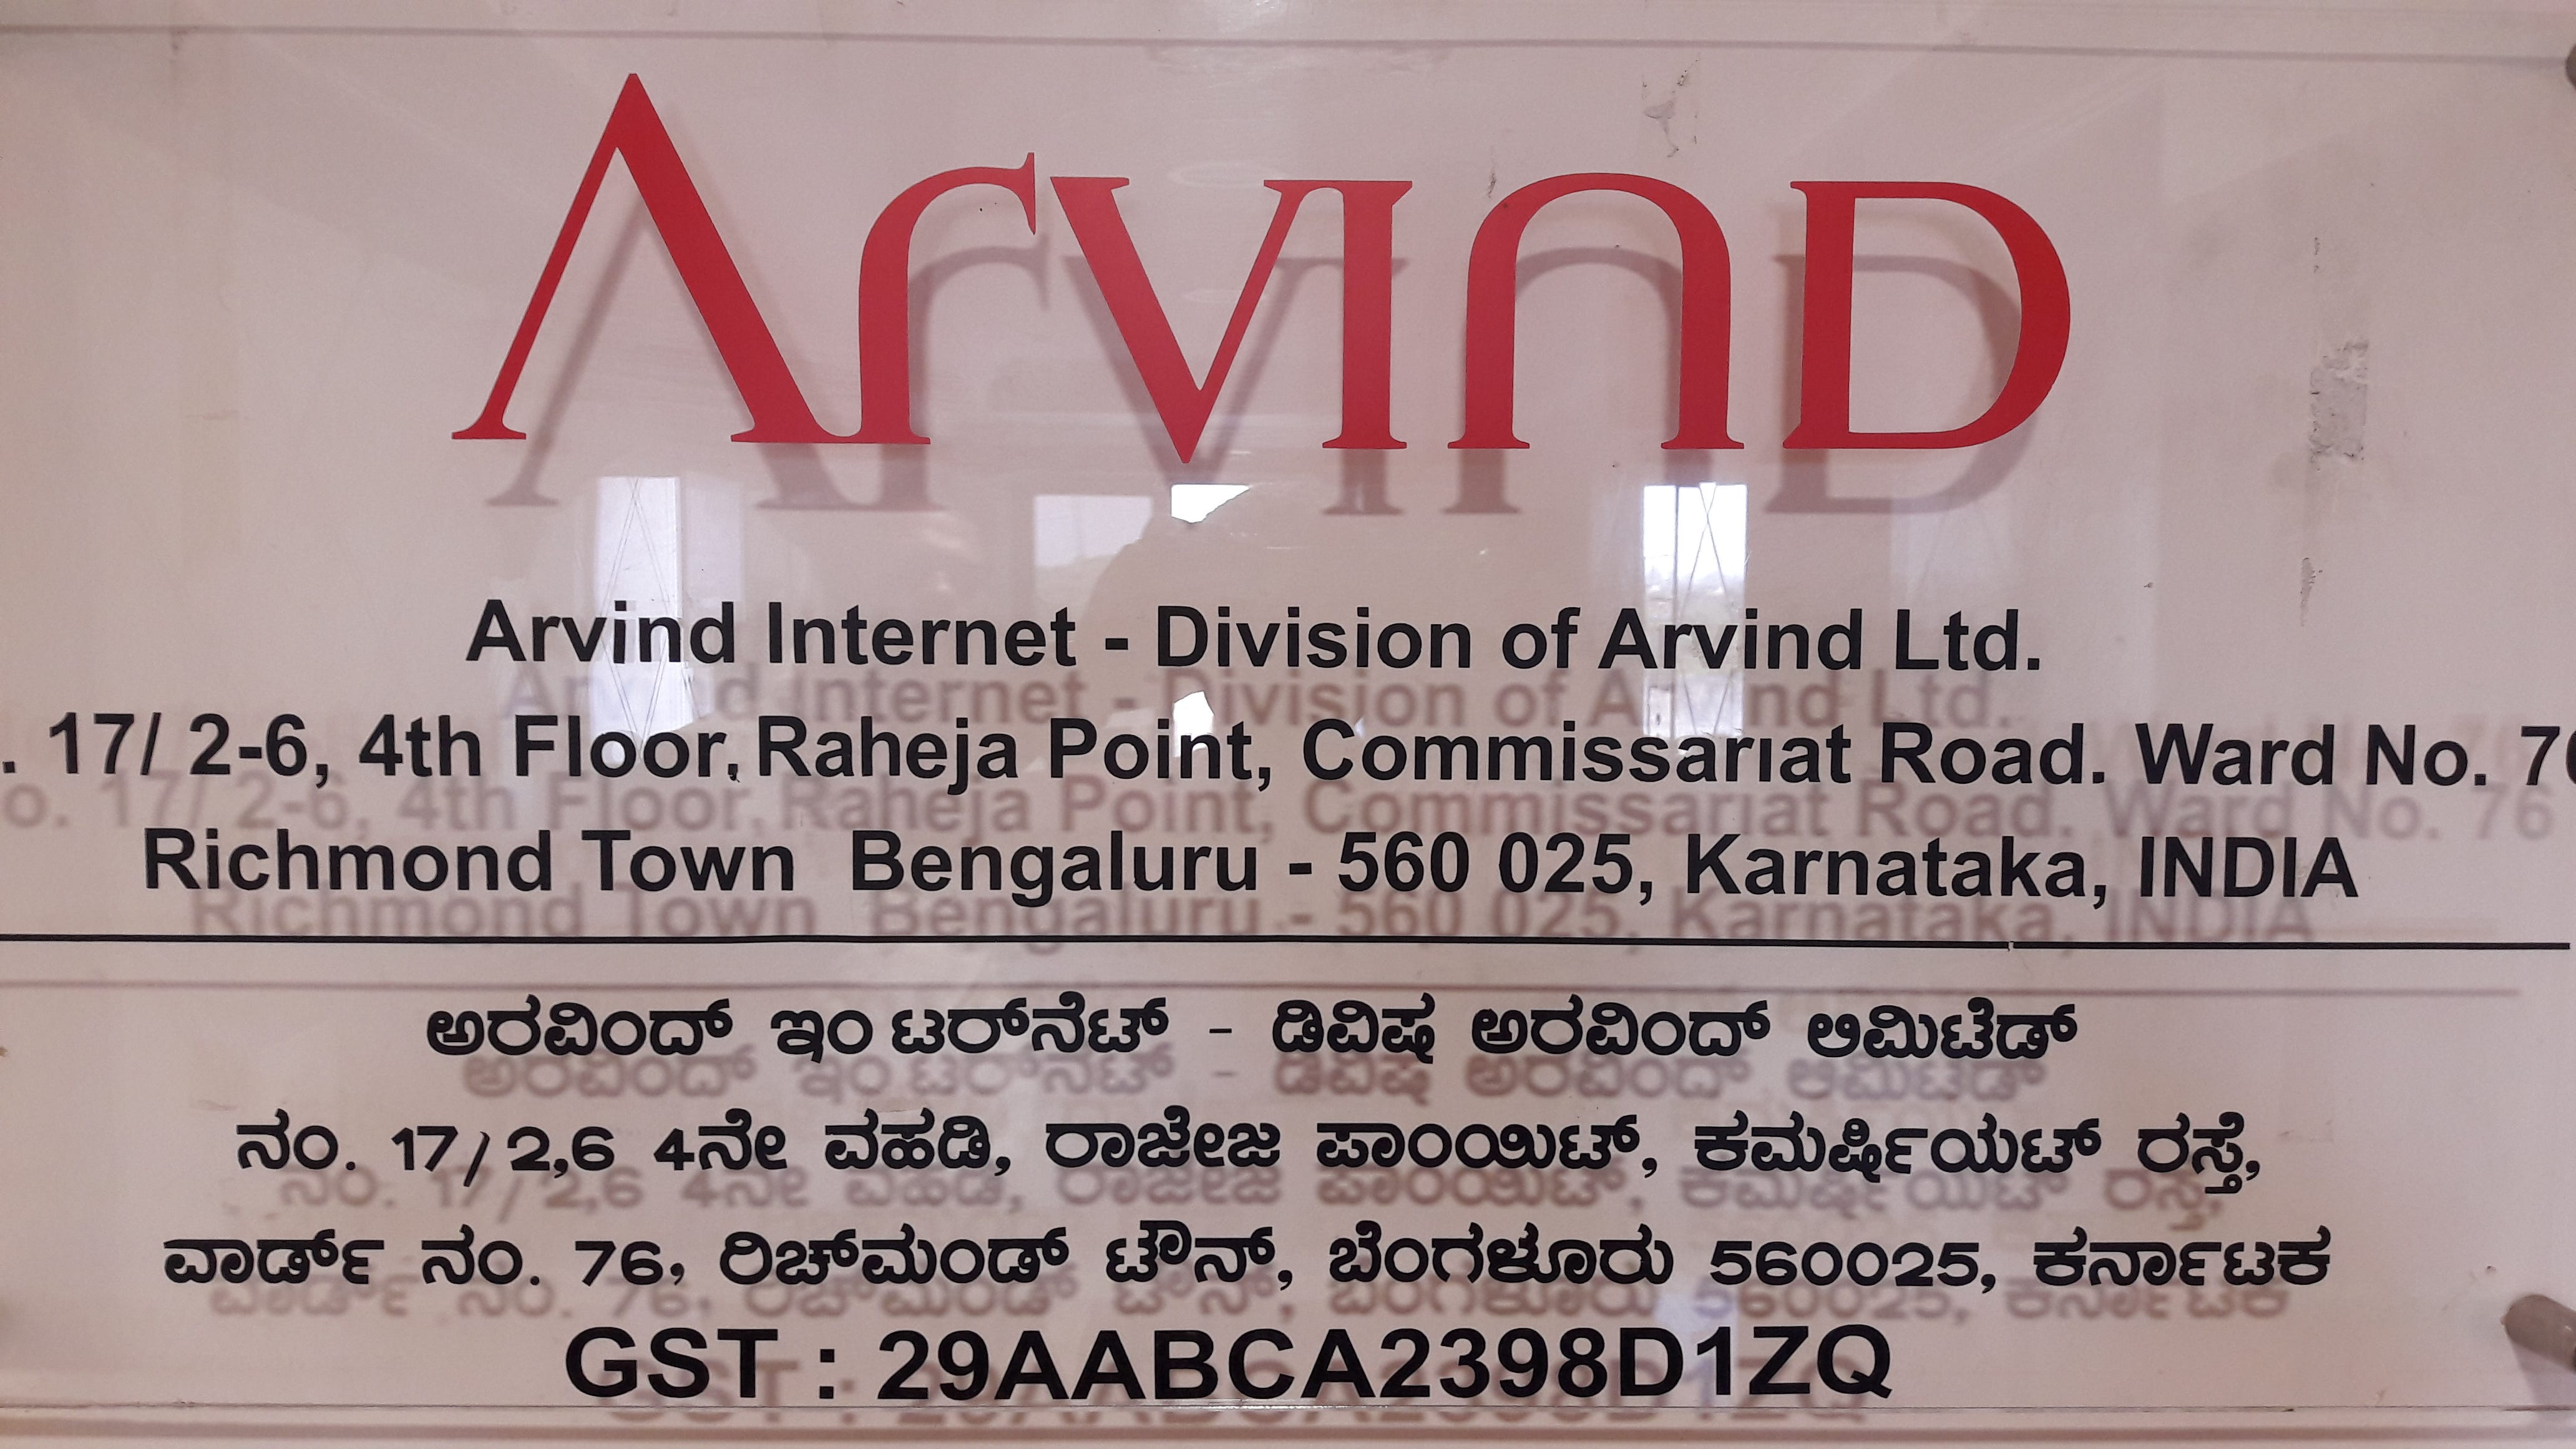 ARVIND
Arvind Internet - Division of Arvind Ltd.
. 17/ 2-6, 4th Floor, Raheja Point, Commissariat Road. Ward No. 76
Richmond Town Bengaluru - 560 025, Karnataka, INDIA
ಅರವಿಂದ್ ಇಂಟರ್‌ನೆಟ್ - ಡಿವಿಷ ಅರವಿಂದ್ ಲಿಮಿಟೆಡ್
ನಂ. 17/2,6 4ನೇ ವಹಡಿ, ರಾಜೇಜ ಪಾಂಯಿಟ್, ಕಮರ್ಷಿಯಟ್ ರಸ್ತೆ,
ವಾರ್ಡ್ ನಂ. 76, ರಿಚ್‌ಮಂಡ್ ಟೌನ್, ಬೆಂಗಳೂರು 560025, ಕರ್ನಾಟಕ
GST : 29AABCA2398D1ZQ